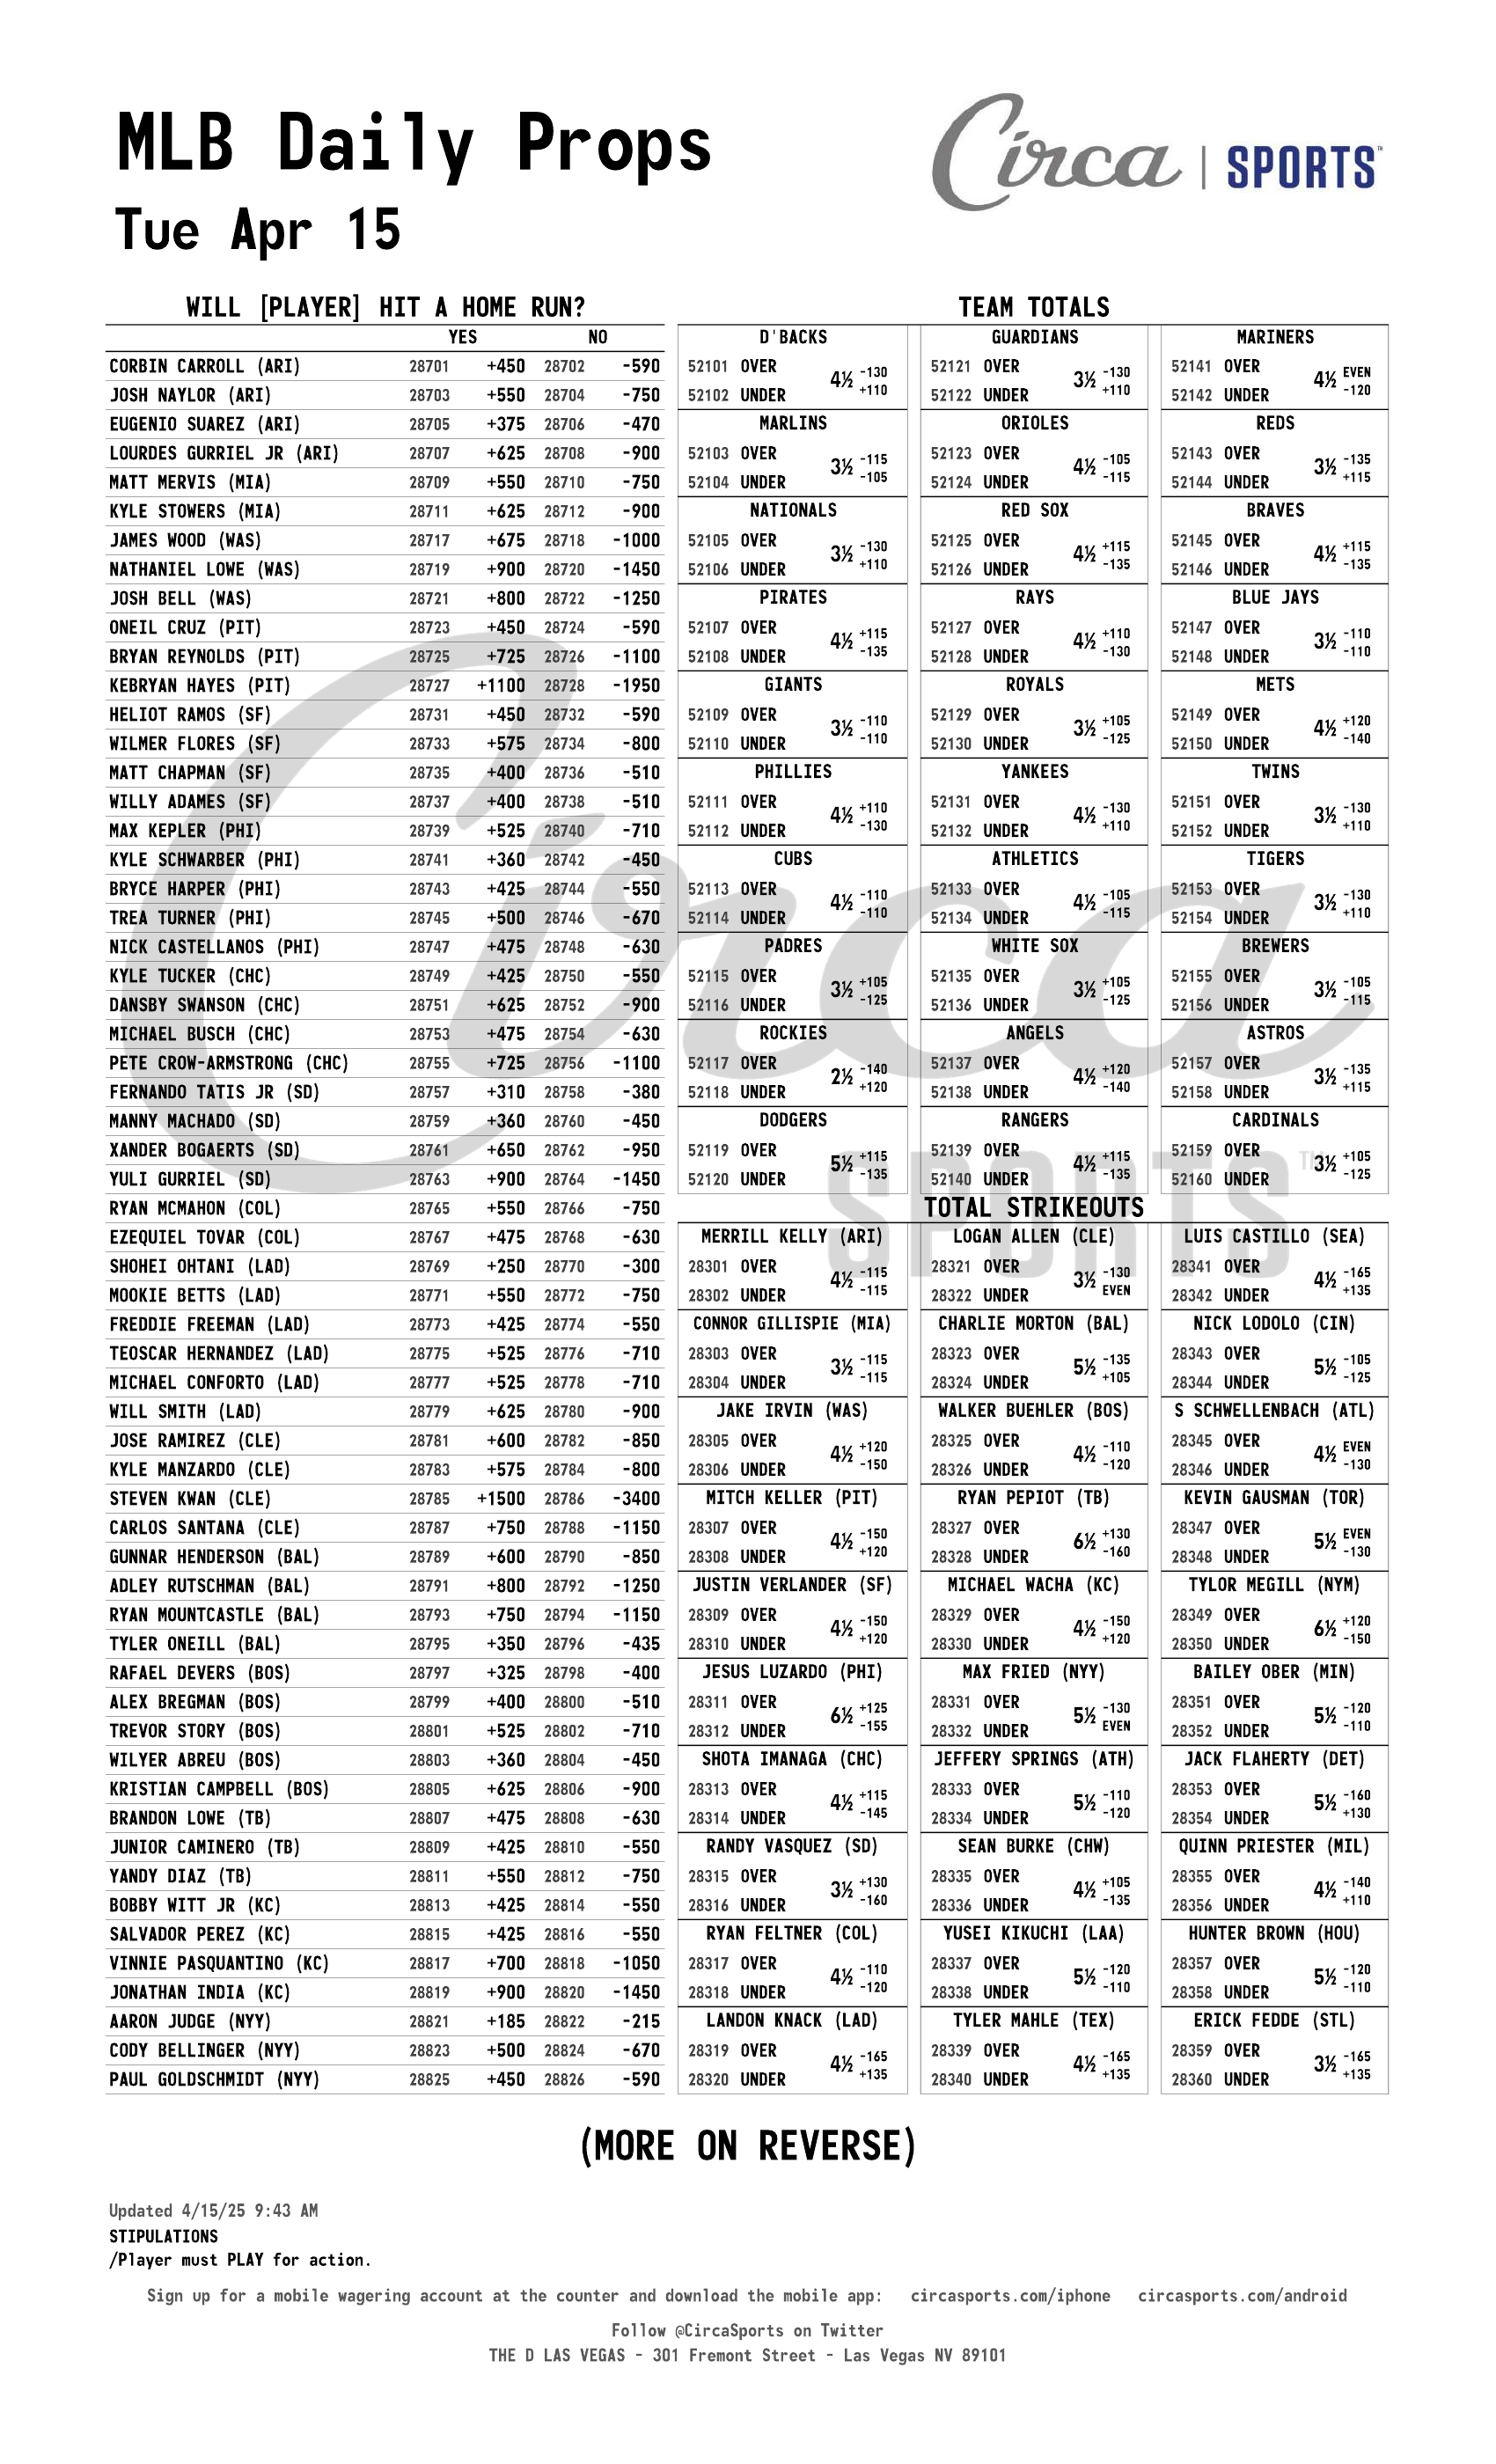 MLB Daily Props
Circa | SPORTS™
Tue Apr 15
WILL [PLAYER] HIT A HOME RUN?
YES NO
CORBIN CARROLL (ARI) 28701 +450 28702 -590
JOSH NAYLOR (ARI) 28703 +550 28704 -750
EUGENIO SUAREZ (ARI) 28705 +375 28706 -470
LOURDES GURRIEL JR (ARI) 28707 +625 28708 -900
MATT MERVIS (MIA) 28709 +550 28710 -750
KYLE STOWERS (MIA) 28711 +625 28712 -900
JAMES WOOD (WAS) 28717 +675 28718 -1000
NATHANIEL LOWE (WAS) 28719 +900 28720 -1450
JOSH BELL (WAS) 28721 +800 28722 -1250
ONEIL CRUZ (PIT) 28723 +450 28724 -590
BRYAN REYNOLDS (PIT) 28725 +725 28726 -1100
KEBRYAN HAYES (PIT) 28727 +1100 28728 -1950
HELIOT RAMOS (SF) 28731 +450 28732 -590
WILMER FLORES (SF) 28733 +575 28734 -800
MATT CHAPMAN (SF) 28735 +400 28736 -510
WILLY ADAMES (SF) 28737 +400 28738 -510
MAX KEPLER (PHI) 28739 +525 28740 -710
KYLE SCHWARBER (PHI) 28741 +360 28742 -450
BRYCE HARPER (PHI) 28743 +425 28744 -550
TREA TURNER (PHI) 28745 +500 28746 -670
NICK CASTELLANOS (PHI) 28747 +475 28748 -630
KYLE TUCKER (CHC) 28749 +425 28750 -550
DANSBY SWANSON (CHC) 28751 +625 28752 -900
MICHAEL BUSCH (CHC) 28753 +475 28754 -630
PETE CROW-ARMSTRONG (CHC) 28755 +725 28756 -1100
FERNANDO TATIS JR (SD) 28757 +310 28758 -380
MANNY MACHADO (SD) 28759 +360 28760 -450
XANDER BOGAERTS (SD) 28761 +650 28762 -950
YULI GURRIEL (SD) 28763 +900 28764 -1450
RYAN MCMAHON (COL) 28765 +550 28766 -750
EZEQUIEL TOVAR (COL) 28767 +475 28768 -630
SHOHEI OHTANI (LAD) 28769 +250 28770 -300
MOOKIE BETTS (LAD) 28771 +550 28772 -750
FREDDIE FREEMAN (LAD) 28773 +425 28774 -550
TEOSCAR HERNANDEZ (LAD) 28775 +525 28776 -710
MICHAEL CONFORTO (LAD) 28777 +525 28778 -710
WILL SMITH (LAD) 28779 +625 28780 -900
JOSE RAMIREZ (CLE) 28781 +600 28782 -850
KYLE MANZARDO (CLE) 28783 +575 28784 -800
STEVEN KWAN (CLE) 28785 +1500 28786 -3400
CARLOS SANTANA (CLE) 28787 +750 28788 -1150
GUNNAR HENDERSON (BAL) 28789 +600 28790 -850
ADLEY RUTSCHMAN (BAL) 28791 +800 28792 -1250
RYAN MOUNTCASTLE (BAL) 28793 +750 28794 -1150
TYLER ONEILL (BAL) 28795 +350 28796 -435
RAFAEL DEVERS (BOS) 28797 +325 28798 -400
ALEX BREGMAN (BOS) 28799 +400 28800 -510
TREVOR STORY (BOS) 28801 +525 28802 -710
WILYER ABREU (BOS) 28803 +360 28804 -450
KRISTIAN CAMPBELL (BOS) 28805 +625 28806 -900
BRANDON LOWE (TB) 28807 +475 28808 -630
JUNIOR CAMINERO (TB) 28809 +425 28810 -550
YANDY DIAZ (TB) 28811 +550 28812 -750
BOBBY WITT JR (KC) 28813 +425 28814 -550
SALVADOR PEREZ (KC) 28815 +425 28816 -550
VINNIE PASQUANTINO (KC) 28817 +700 28818 -1050
JONATHAN INDIA (KC) 28819 +900 28820 -1450
AARON JUDGE (NYY) 28821 +185 28822 -215
CODY BELLINGER (NYY) 28823 +500 28824 -670
PAUL GOLDSCHMIDT (NYY) 28825 +450 28826 -590
TEAM TOTALS
D'BACKS
52101 OVER 4½ -130
52102 UNDER +110
MARLINS
52103 OVER 3½ -115
52104 UNDER -105
NATIONALS
52105 OVER 3½ -130
52106 UNDER +110
PIRATES
52107 OVER 4½ +115
52108 UNDER -135
GIANTS
52109 OVER 3½ -110
52110 UNDER -110
PHILLIES
52111 OVER 4½ +110
52112 UNDER -130
CUBS
52113 OVER 4½ -110
52114 UNDER -110
PADRES
52115 OVER 3½ +105
52116 UNDER -125
ROCKIES
52117 OVER 2½ -140
52118 UNDER +120
DODGERS
52119 OVER 5½ +115
52120 UNDER -135
GUARDIANS
52121 OVER 3½ -130
52122 UNDER +110
ORIOLES
52123 OVER 4½ -105
52124 UNDER -115
RED SOX
52125 OVER 4½ +115
52126 UNDER -135
RAYS
52127 OVER 4½ +110
52128 UNDER -130
ROYALS
52129 OVER 3½ +105
52130 UNDER -125
YANKEES
52131 OVER 4½ -130
52132 UNDER +110
ATHLETICS
52133 OVER 4½ -105
52134 UNDER -115
WHITE SOX
52135 OVER 3½ +105
52136 UNDER -125
ANGELS
52137 OVER 4½ +120
52138 UNDER -140
RANGERS
52139 OVER 4½ +115
52140 UNDER -135
MARINERS
52141 OVER 4½ EVEN
52142 UNDER -120
REDS
52143 OVER 3½ -135
52144 UNDER +115
BRAVES
52145 OVER 4½ +115
52146 UNDER -135
BLUE JAYS
52147 OVER 3½ -110
52148 UNDER -110
METS
52149 OVER 4½ +120
52150 UNDER -140
TWINS
52151 OVER 3½ -130
52152 UNDER +110
TIGERS
52153 OVER 3½ -130
52154 UNDER +110
BREWERS
52155 OVER 3½ -105
52156 UNDER -115
ASTROS
52157 OVER 3½ -135
52158 UNDER +115
CARDINALS
52159 OVER 3½ +105
52160 UNDER -125
TOTAL STRIKEOUTS
MERRILL KELLY (ARI)
28301 OVER 4½ -115
28302 UNDER -115
CONNOR GILLISPIE (MIA)
28303 OVER 3½ -115
28304 UNDER -115
JAKE IRVIN (WAS)
28305 OVER 4½ +120
28306 UNDER -150
MITCH KELLER (PIT)
28307 OVER 4½ -150
28308 UNDER +120
JUSTIN VERLANDER (SF)
28309 OVER 4½ -150
28310 UNDER +120
JESUS LUZARDO (PHI)
28311 OVER 6½ +125
28312 UNDER -155
SHOTA IMANAGA (CHC)
28313 OVER 4½ +115
28314 UNDER -145
RANDY VASQUEZ (SD)
28315 OVER 3½ +130
28316 UNDER -160
RYAN FELTNER (COL)
28317 OVER 4½ -110
28318 UNDER -120
LANDON KNACK (LAD)
28319 OVER 4½ -165
28320 UNDER +135
LOGAN ALLEN (CLE)
28321 OVER 3½ -130
28322 UNDER EVEN
CHARLIE MORTON (BAL)
28323 OVER 5½ -135
28324 UNDER +105
WALKER BUEHLER (BOS)
28325 OVER 4½ -110
28326 UNDER -120
RYAN PEPIOT (TB)
28327 OVER 6½ +130
28328 UNDER -160
MICHAEL WACHA (KC)
28329 OVER 4½ -150
28330 UNDER +120
MAX FRIED (NYY)
28331 OVER 5½ -130
28332 UNDER EVEN
JEFFERY SPRINGS (ATH)
28333 OVER 5½ -110
28334 UNDER -120
SEAN BURKE (CHW)
28335 OVER 4½ +105
28336 UNDER -135
YUSEI KIKUCHI (LAA)
28337 OVER 5½ -120
28338 UNDER -110
TYLER MAHLE (TEX)
28339 OVER 4½ -165
28340 UNDER +135
LUIS CASTILLO (SEA)
28341 OVER 4½ -165
28342 UNDER +135
NICK LODOLO (CIN)
28343 OVER 5½ -105
28344 UNDER -125
S SCHWELLENBACH (ATL)
28345 OVER 4½ EVEN
28346 UNDER -130
KEVIN GAUSMAN (TOR)
28347 OVER 5½ EVEN
28348 UNDER -130
TYLOR MEGILL (NYM)
28349 OVER 6½ +120
28350 UNDER -150
BAILEY OBER (MIN)
28351 OVER 5½ -120
28352 UNDER -110
JACK FLAHERTY (DET)
28353 OVER 5½ -160
28354 UNDER +130
QUINN PRIESTER (MIL)
28355 OVER 4½ -140
28356 UNDER +110
HUNTER BROWN (HOU)
28357 OVER 5½ -120
28358 UNDER -110
ERICK FEDDE (STL)
28359 OVER 3½ -165
28360 UNDER +135
Circa
SPORTS™
(MORE ON REVERSE)
Updated 4/15/25 9:43 AM
STIPULATIONS
/Player must PLAY for action.
Sign up for a mobile wagering account at the counter and download the mobile app: circasports.com/iphone circasports.com/android
Follow @CircaSports on Twitter
THE D LAS VEGAS - 301 Fremont Street - Las Vegas NV 89101